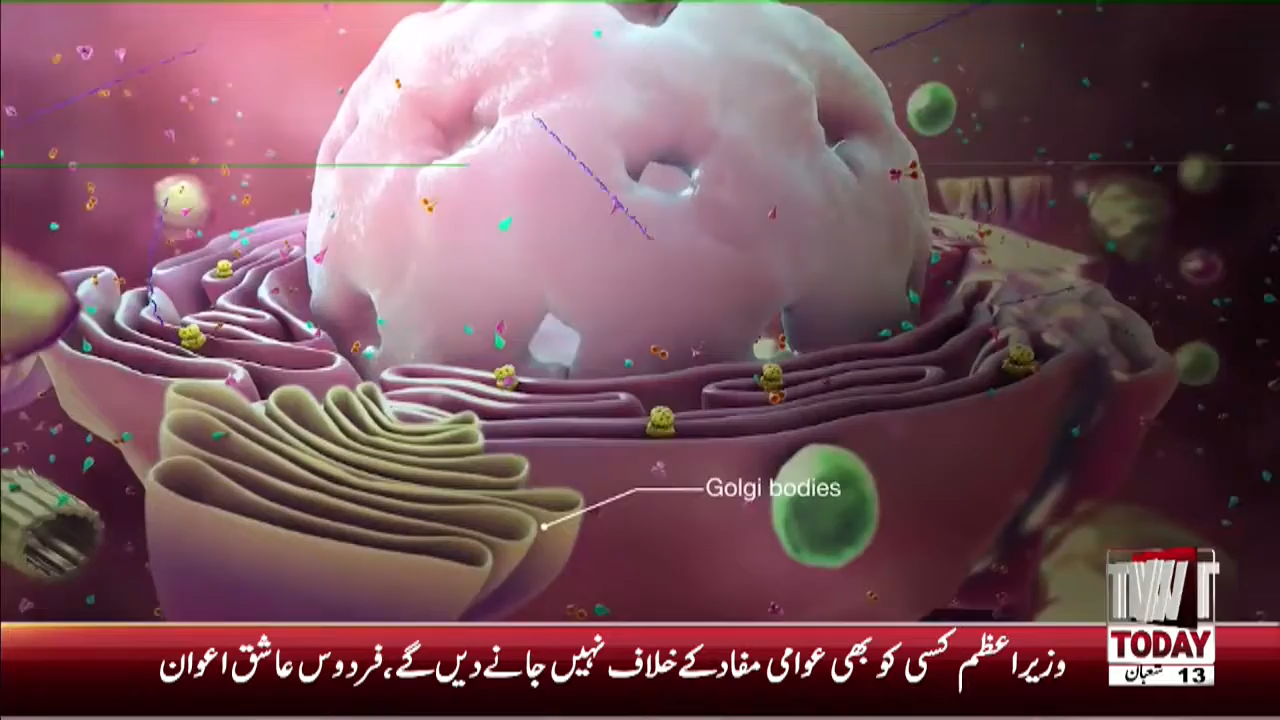 Golgi bodies
TODAY
شعبان 13
وزیراعظم کسی کو بھی عوامی مفاد کے خلاف نہیں جانے دیں گے، فردوس عاشق اعوان